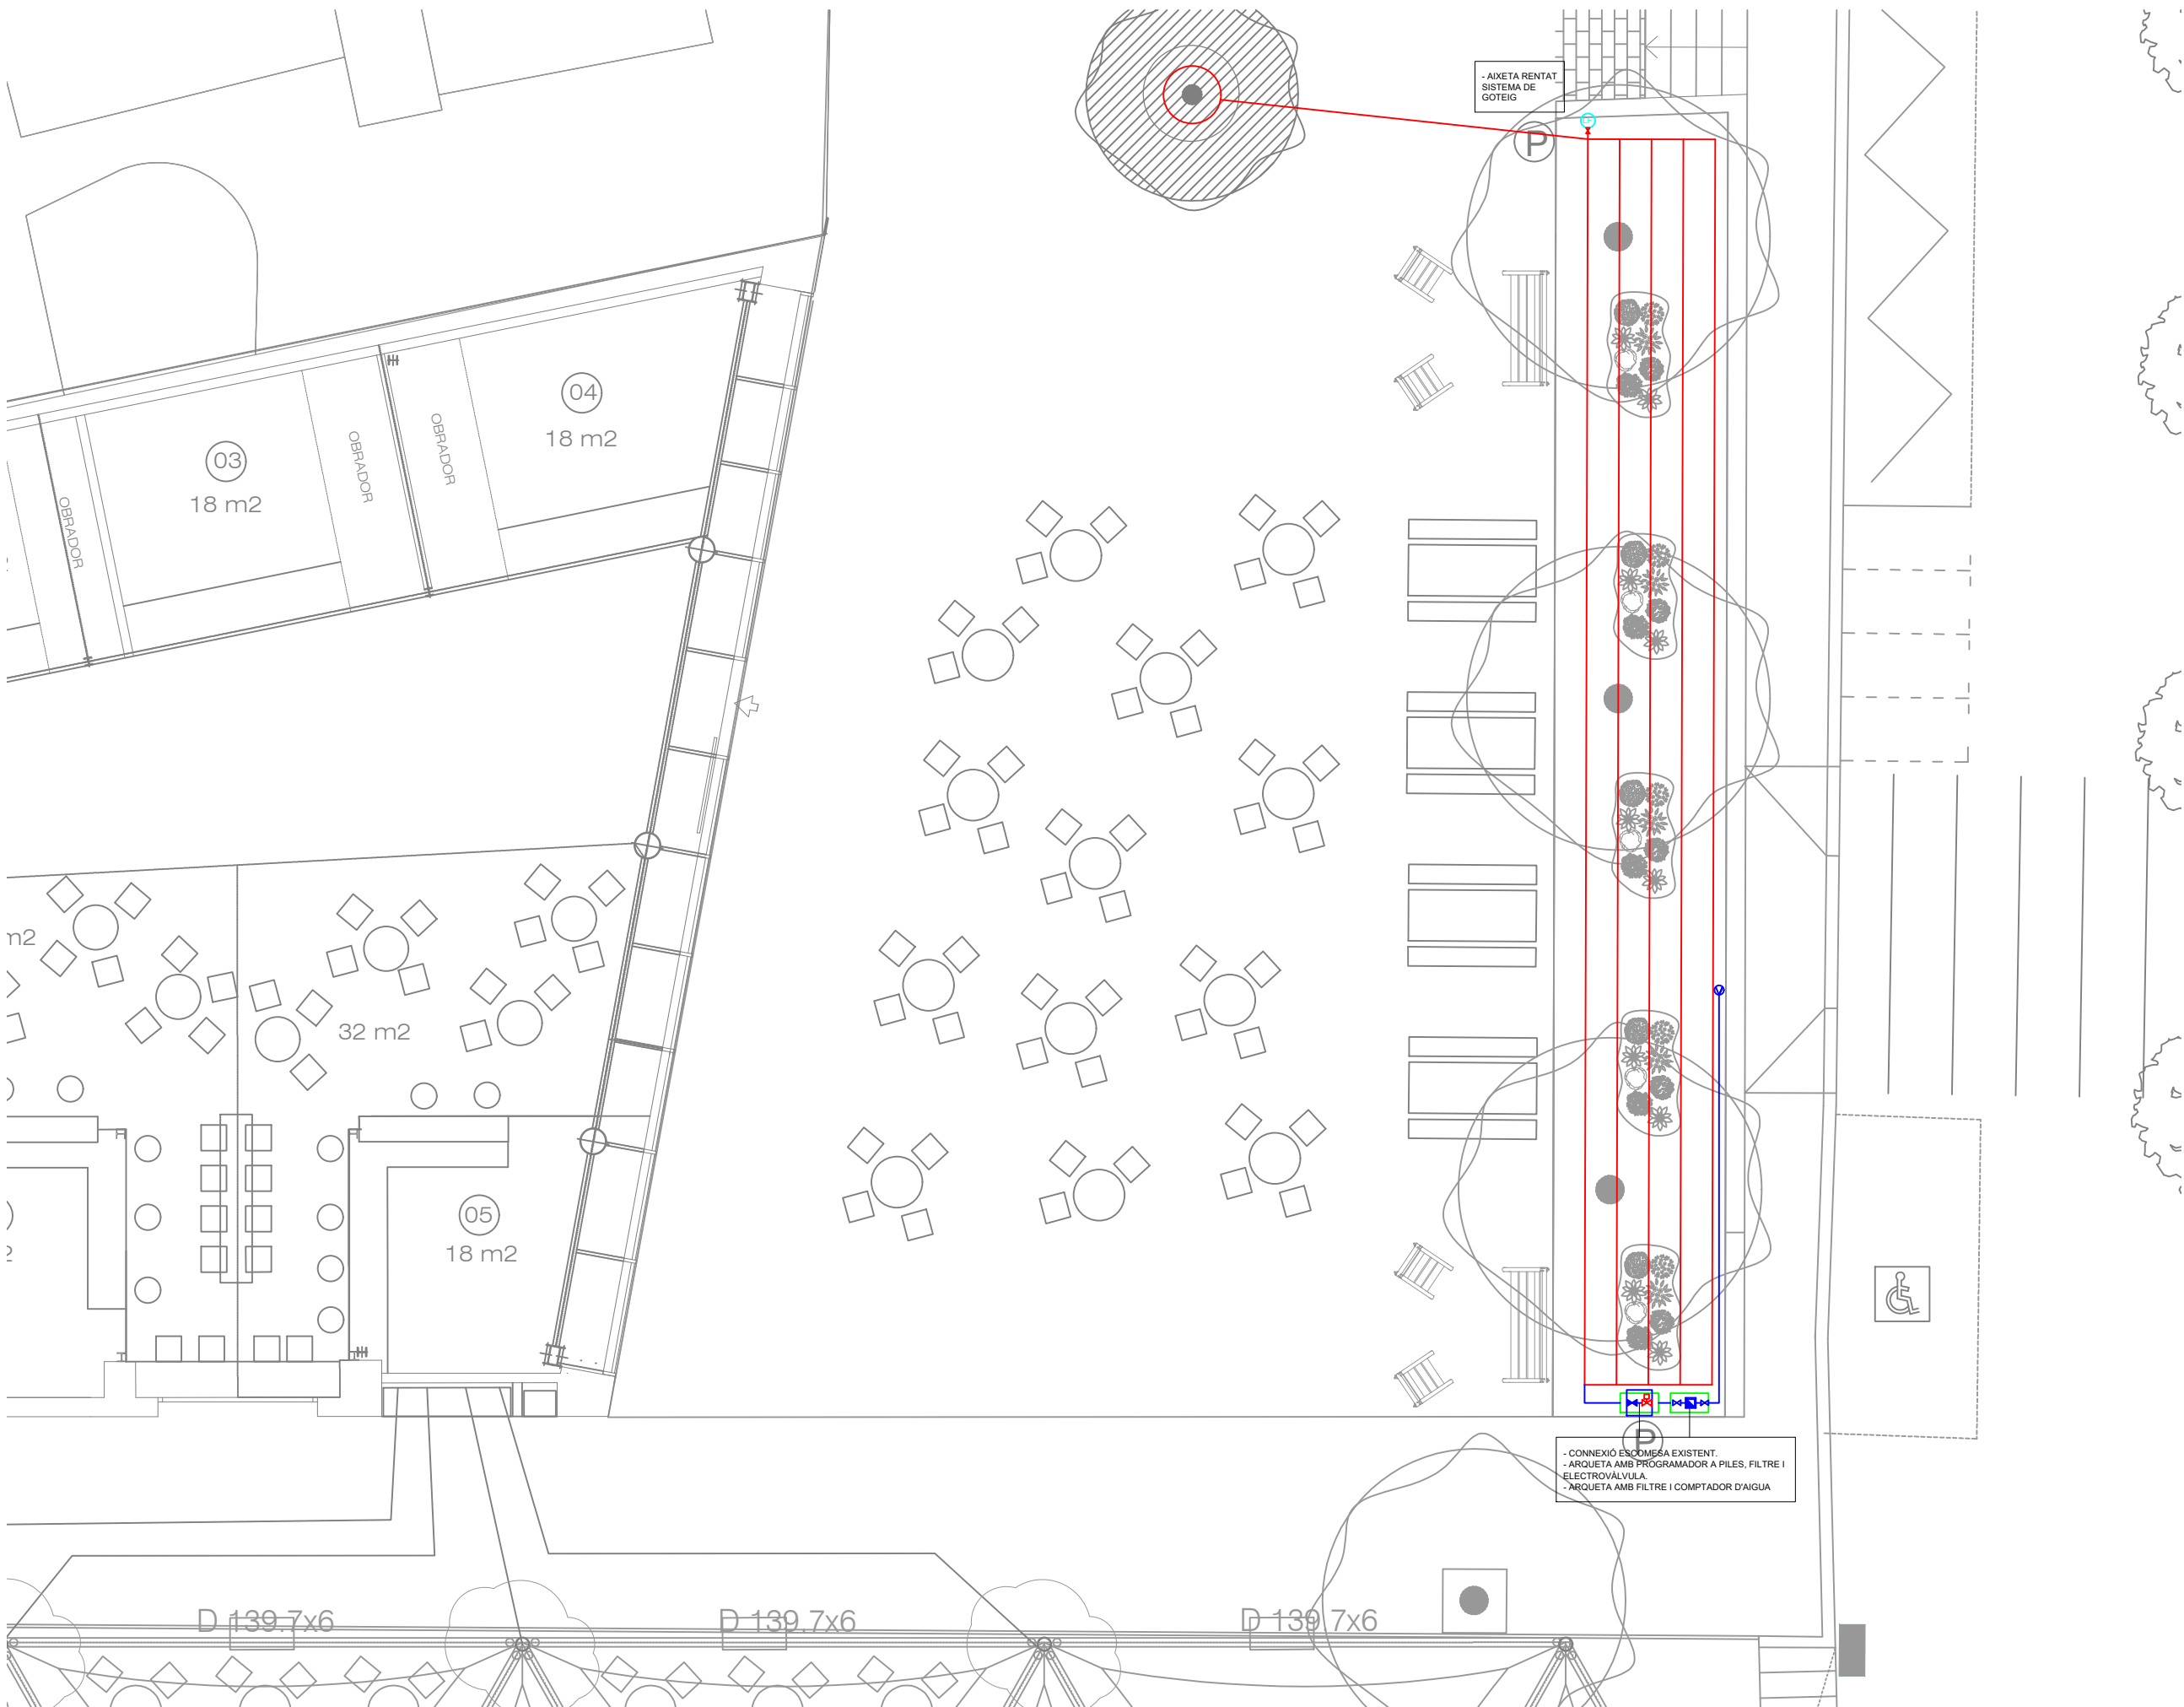 - AIXETA RENTAT
SISTEMA DE
GOTEIG
P
04
18 m2
03
18 m2
OBRADOR
OBRADOR
OBRADOR
m2
32 m2
05
18 m2
P
- CONNEXIÓ ESCOMESA EXISTENT.
- ARQUETA AMB PROGRAMADOR A PILES, FILTRE I
ELECTROVÀLVULA.
- ARQUETA AMB FILTRE I COMPTADOR D'AIGUA
D 139.7x6
D 139.7x6
D 139.7x6